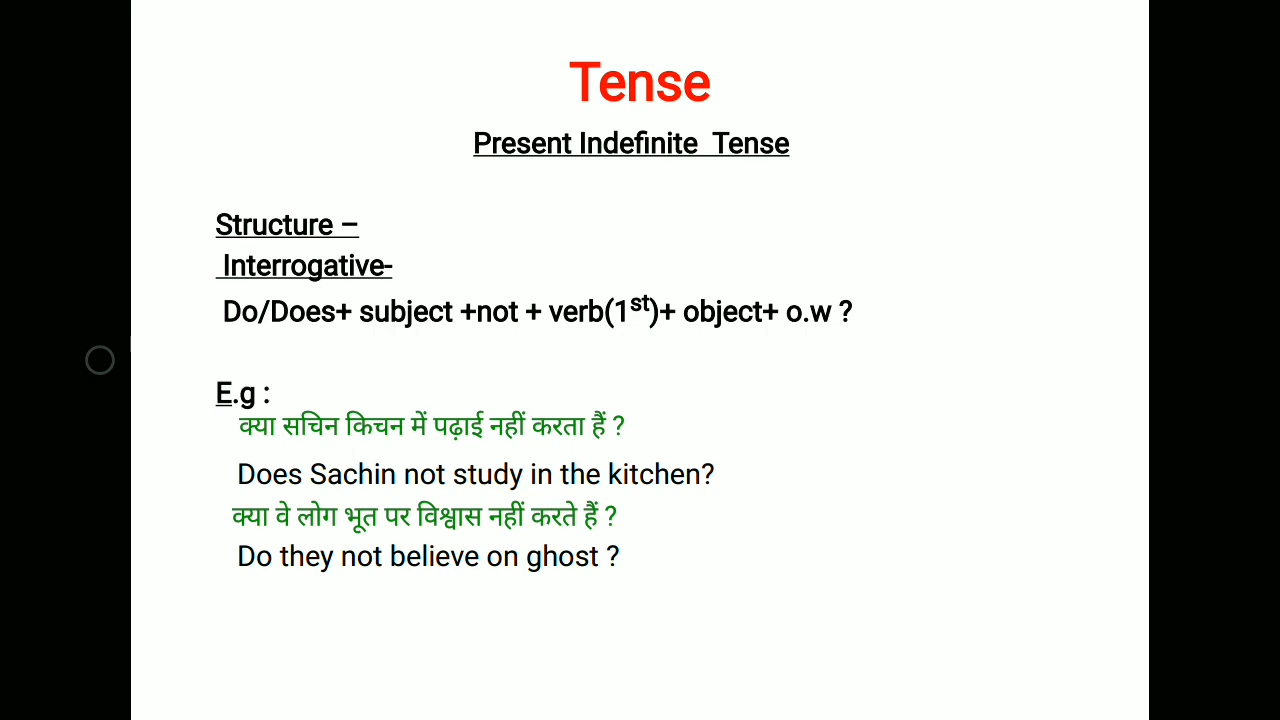 Tense
Present Indefinite Tense
Structure –
Interrogative-
Do/Does+ subject +not + verb(1st)+ object+ o.w ?
E.g :
क्या सचिन किचन में पढ़ाई नहीं करता हैं ?
Does Sachin not study in the kitchen?
क्या वे लोग भूत पर विश्वास नहीं करते हैं ?
Do they not believe on ghost ?